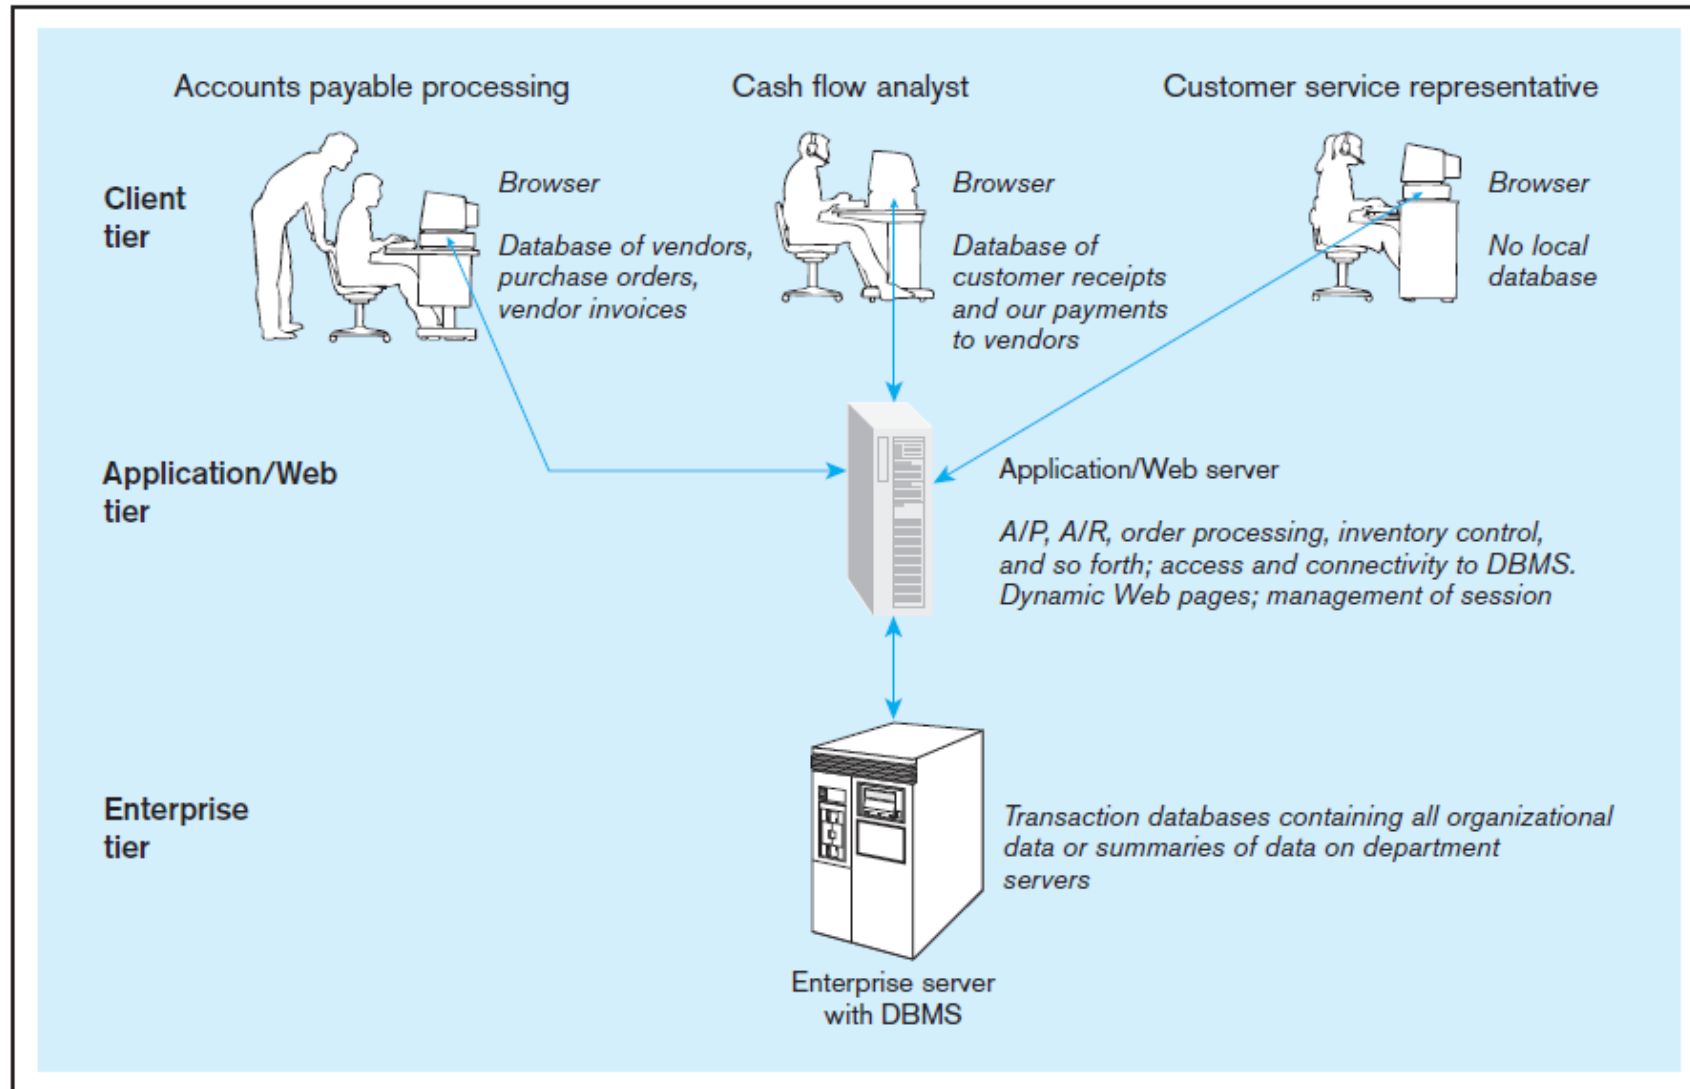 Accounts payable processing
Cash flow analyst
Customer service representative
Client
tier
Browser
Database of vendors,
purchase orders,
vendor invoices
Browser
Database of
customer receipts
and our payments
to vendors
Browser
No local
database
Application/Web
tier
Application/Web server
A/P, A/R, order processing, inventory control,
and so forth; access and connectivity to DBMS.
Dynamic Web pages; management of session
Enterprise
tier
Transaction databases containing all organizational
data or summaries of data on department
servers
Enterprise server
with DBMS